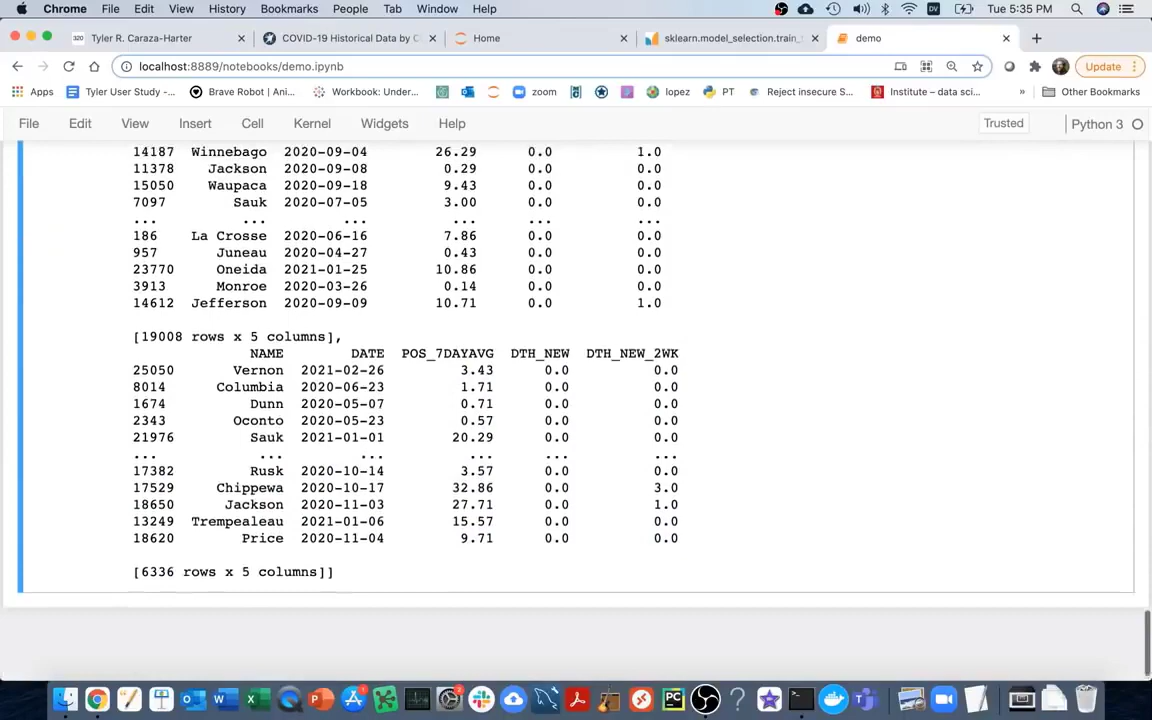 Chrome File Edit View History Bookmarks People Tab Window Help Tue 5:35 PM
Tyler R. Caraza-Harter COVID-19 Historical Data by C Home sklearn.model_selection.train_ demo
localhost:8889/notebooks/demo.ipynb Update
Apps Tyler User Study -... Brave Robot | Ani... Workbook: Under... zoom lopez PT Reject insecure S... Institute – data sci... » Other Bookmarks
File Edit View Insert Cell Kernel Widgets Help Trusted Python 3
14187 Winnebago 2020-09-04 26.29 0.0 1.0
11378 Jackson 2020-09-08 0.29 0.0 0.0
15050 Waupaca 2020-09-18 9.43 0.0 0.0
7097 Sauk 2020-07-05 3.00 0.0 0.0
... ... ... ... ... ...
186 La Crosse 2020-06-16 7.86 0.0 0.0
957 Juneau 2020-04-27 0.43 0.0 0.0
23770 Oneida 2021-01-25 10.86 0.0 0.0
3913 Monroe 2020-03-26 0.14 0.0 0.0
14612 Jefferson 2020-09-09 10.71 0.0 1.0
[19008 rows x 5 columns],
NAME DATE POS_7DAYAVG DTH_NEW DTH_NEW_2WK
25050 Vernon 2021-02-26 3.43 0.0 0.0
8014 Columbia 2020-06-23 1.71 0.0 0.0
1674 Dunn 2020-05-07 0.71 0.0 0.0
2343 Oconto 2020-05-23 0.57 0.0 0.0
21976 Sauk 2021-01-01 20.29 0.0 0.0
... ... ... ... ... ...
17382 Rusk 2020-10-14 3.57 0.0 0.0
17529 Chippewa 2020-10-17 32.86 0.0 3.0
18650 Jackson 2020-11-03 27.71 0.0 1.0
13249 Trempealeau 2021-01-06 15.57 0.0 0.0
18620 Price 2020-11-04 9.71 0.0 0.0
[6336 rows x 5 columns]]